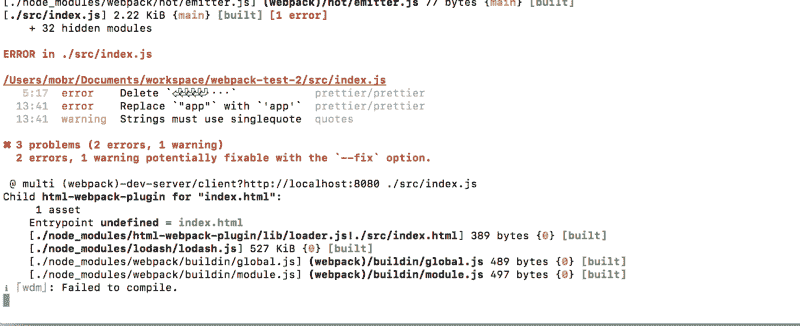 [./node_modules/webpack/hot/emitter.js] (webpack)/hot/emitter.js 77 bytes {main} [built]
[./src/index.js] 2.22 KiB {main} [built] [1 error]
+ 32 hidden modules
ERROR in ./src/index.js
/Users/mobr/Documents/workspace/webpack-test-2/src/index.js
5:17 error Delete `⏎⏎⏎⏎⏎···` prettier/prettier
13:41 error Replace `"app"` with `'app'` prettier/prettier
13:41 warning Strings must use singlequote quotes
✖ 3 problems (2 errors, 1 warning)
2 errors, 1 warning potentially fixable with the `--fix` option.
@ multi (webpack)-dev-server/client?http://localhost:8080 ./src/index.js
Child html-webpack-plugin for "index.html":
1 asset
Entrypoint undefined = index.html
[./node_modules/html-webpack-plugin/lib/loader.js!./src/index.html] 389 bytes {0} [built]
[./node_modules/lodash/lodash.js] 527 KiB {0} [built]
[./node_modules/webpack/buildin/global.js] (webpack)/buildin/global.js 489 bytes {0} [built]
[./node_modules/webpack/buildin/module.js] (webpack)/buildin/module.js 497 bytes {0} [built]
ℹ ｢wdm｣: Failed to compile.